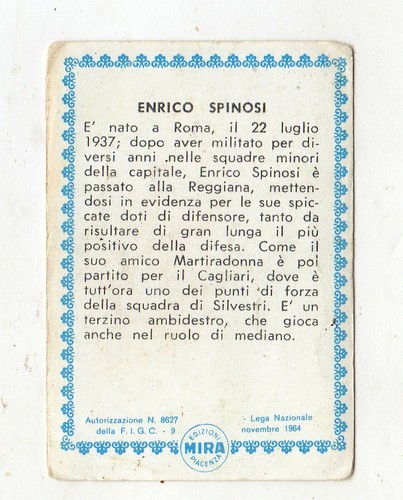 ENRICO SPINOSI
E' nato a Roma, il 22 luglio
1937; dopo aver militato per di-
versi anni nelle squadre minori
della capitale, Enrico Spinosi è
passato alla Reggiana, metten-
dosi in evidenza per le sue spic-
cate doti di difensore, tanto da
risultare di gran lunga il più
positivo della difesa. Come il
suo amico Martiradonna è poi
partito per il Cagliari, dove è
tutt'ora uno dei punti di forza
della squadra di Silvestri. E' un
terzino ambidestro, che gioca
anche nel ruolo di mediano.
Autorizzazione N. 8627
della F.I.G.C. - 9
- Lega Nazionale
novembre 1964
EDIZIONI
MIRA
PIACENZA